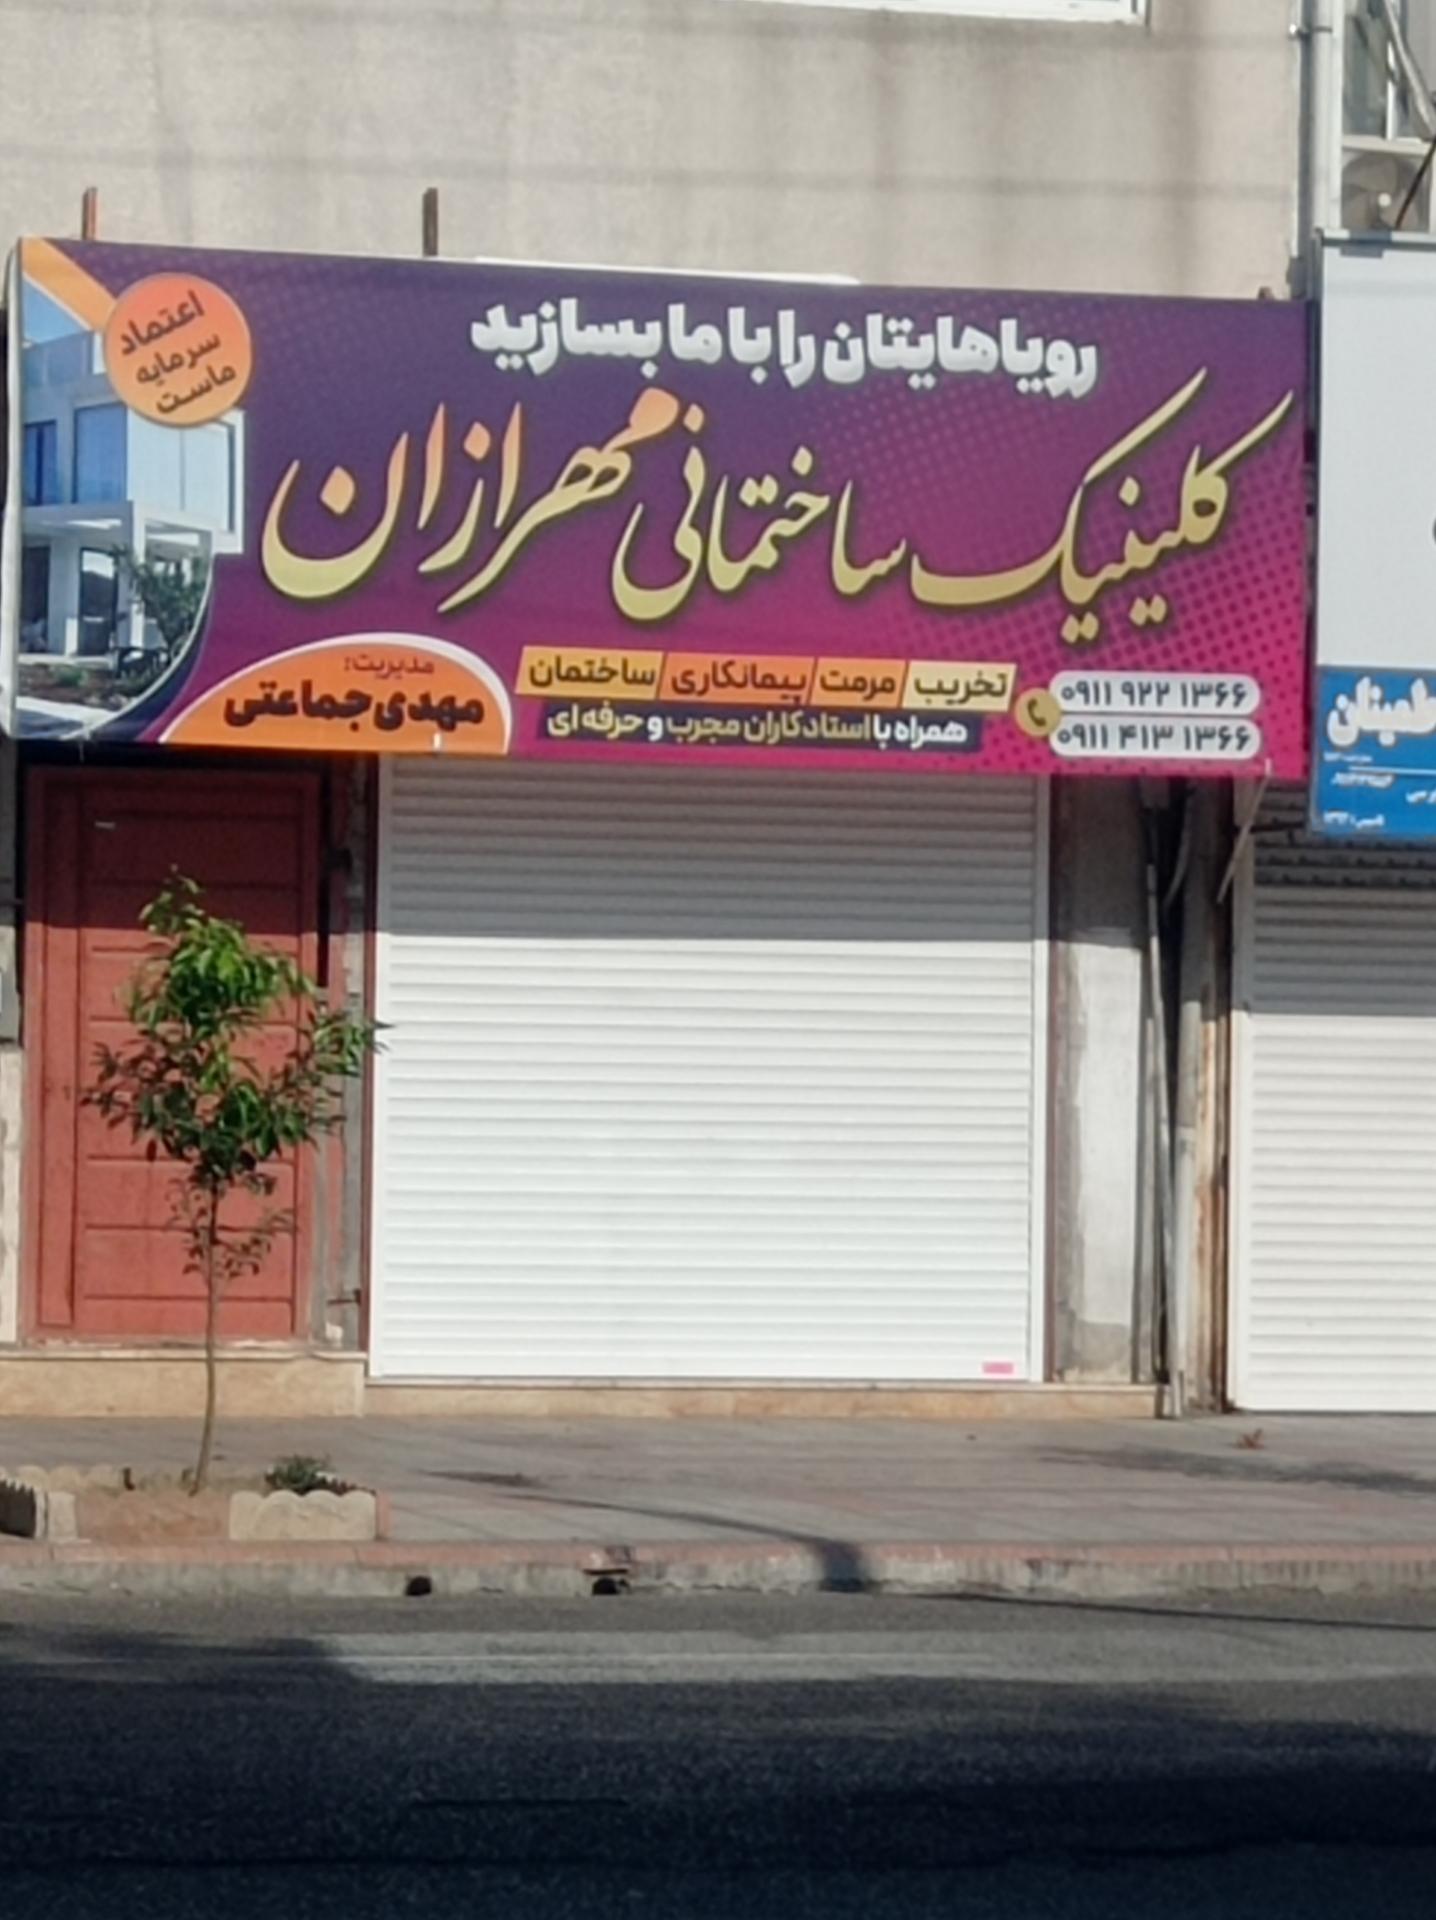 رویاهایتان را با ما بسازید
اعتماد
سرمایه
ماست
کلینیک ساختمانی مهرازان
تخریب مرمت پیمانکاری ساختمان
همراه با استادکاران مجرب و حرفه ای
۰۹۱۱ ۹۲۲ ۱۳۶۶
۰۹۱۱ ۴۱۳ ۱۳۶۶
مدیریت:
مهدی جماعتی